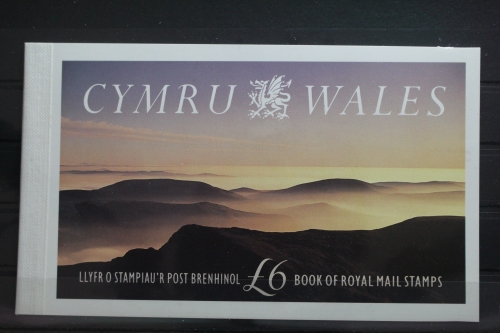 CYMRU WALES
LLYFR O STAMPIAU'R POST BRENHINOL £6 BOOK OF ROYAL MAIL STAMPS